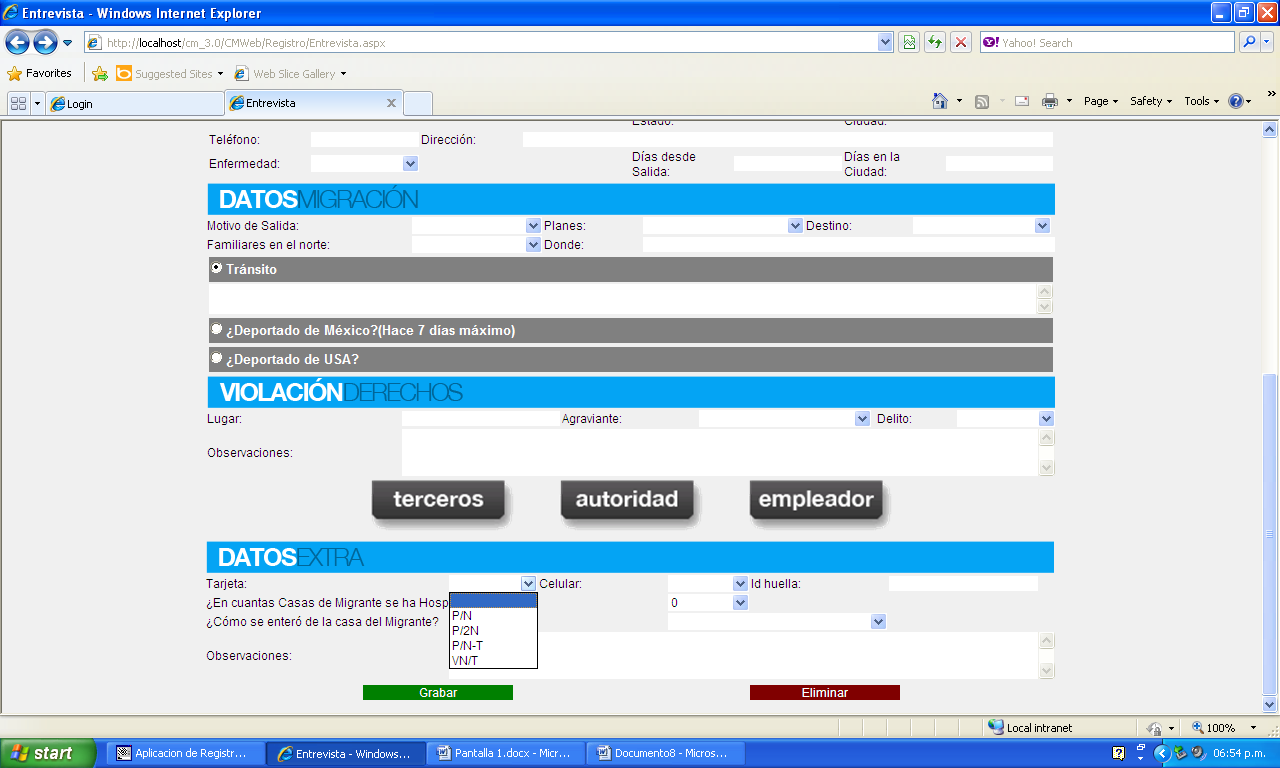 Entrevista - Windows Internet Explorer
http://localhost/cm_3.0/CMWeb/Registro/Entrevista.aspx
Yahoo! Search
Favorites Suggested Sites Web Slice Gallery
Login Entrevista Page Safety Tools »
Estado: Ciudad:
Teléfono: Dirección:
Enfermedad: Días desde Salida: Días en la Ciudad:
DATOSMIGRACIÓN
Motivo de Salida: Planes: Destino:
Familiares en el norte: Donde:
Tránsito
¿Deportado de México?(Hace 7 días máximo)
¿Deportado de USA?
VIOLACIÓNDERECHOS
Lugar: Agraviante: Delito:
Observaciones:
terceros autoridad empleador
DATOSEXTRA
Tarjeta: Celular: Id huella:
¿En cuantas Casas de Migrante se ha Hosp 0
P/N
¿Cómo se enteró de la casa del Migrante?
P/2N
P/N-T
Observaciones:
VN/T
Grabar Eliminar
Local intranet 100%
start Aplicacion de Registr... Entrevista - Windows... Pantalla 1.docx - Micr... Documento8 - Micros... 06:54 p.m.